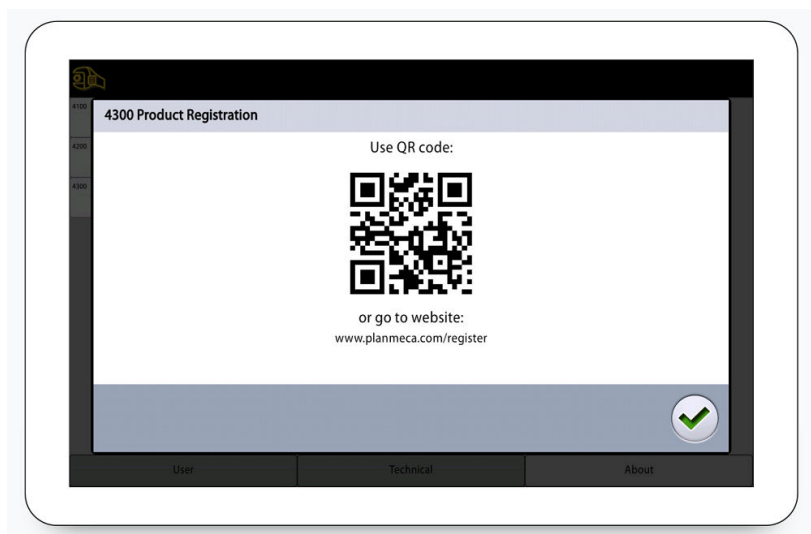 4100
4300 Product Registration
4200
Use QR code:
4300
or go to website:
www.planmeca.com/register
User
Technical
About